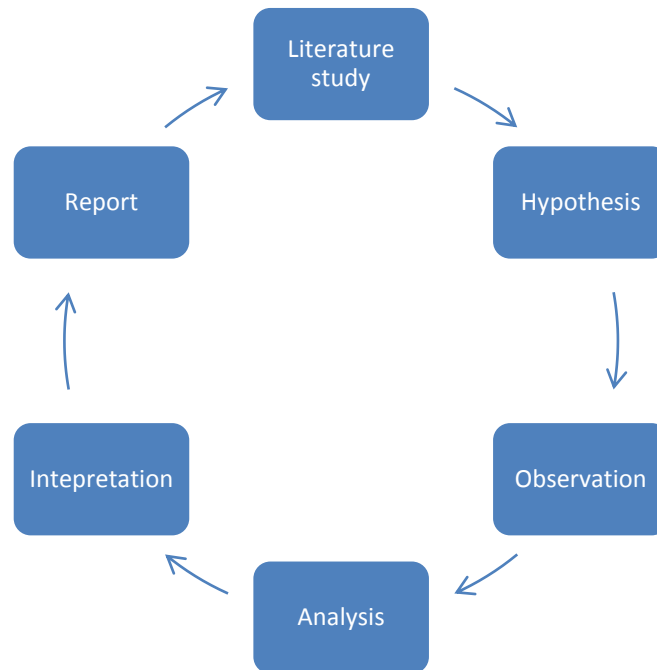 Literature
study
Hypothesis
Observation
Analysis
Intepretation
Report